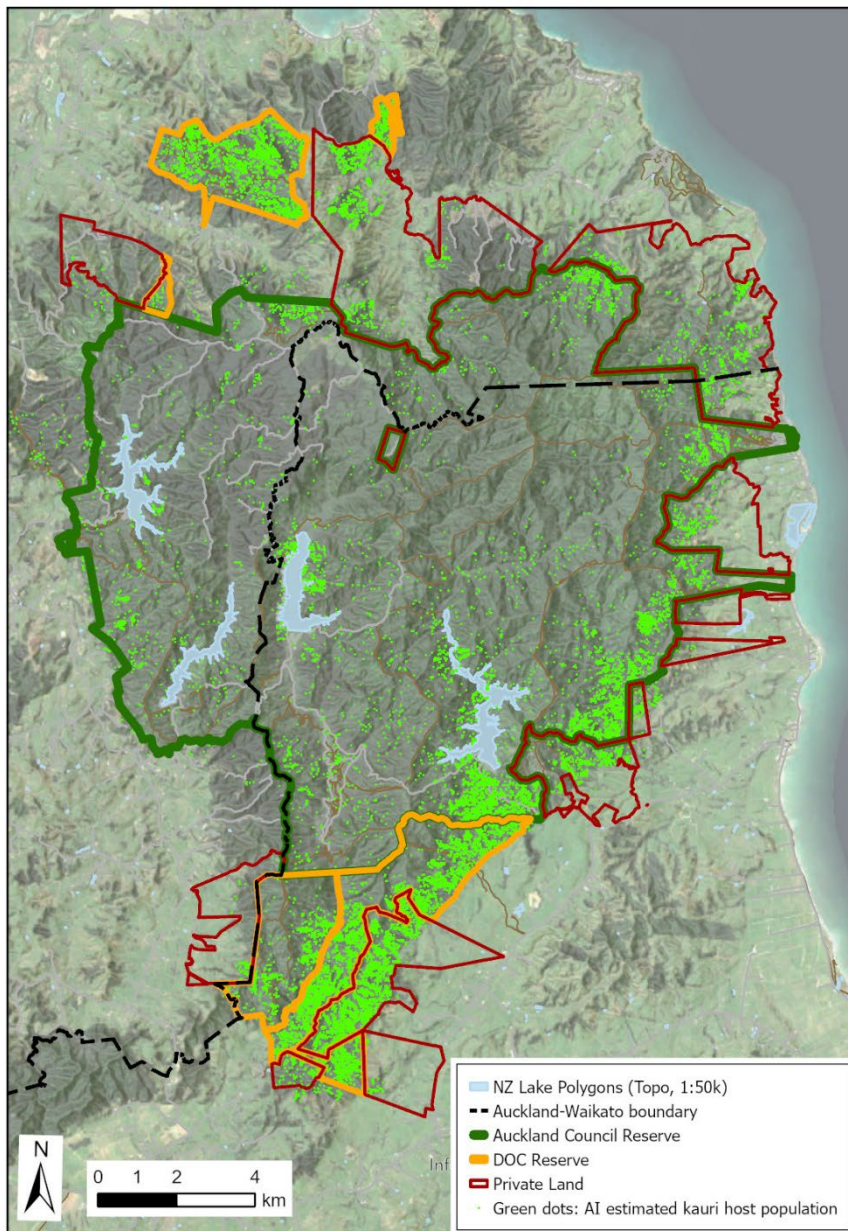 NZ Lake Polygons (Topo, 1:50k)
Auckland-Waikato boundary
Auckland Council Reserve
DOC Reserve
Private Land
Green dots: AI estimated kauri host population
N
0 1 2 4
km
Inf